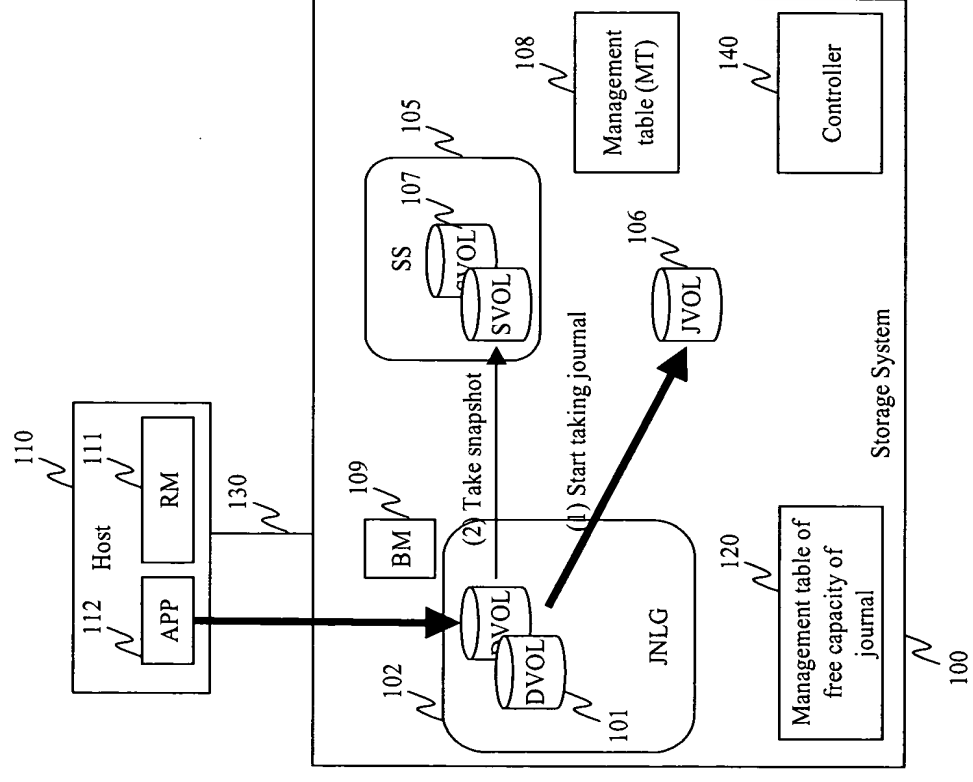 110
Host
112
111
APP
RM
130
102
BM
109
DVOL
DVOL
101
JNLG
(2) Take snapshot
(1) Start taking journal
105
SS
107
SVOL
SVOL
106
JVOL
108
Management
table (MT)
140
Controller
120
Management table of
free capacity of
journal
Storage System
100